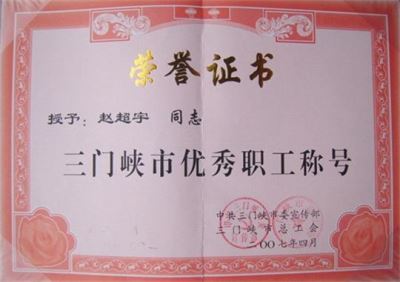 荣誉证书
授予：赵超宇 同志
三门峡市优秀职工称号
中共三门峡市委宣传部
三门峡市总工会
二〇〇七年四月